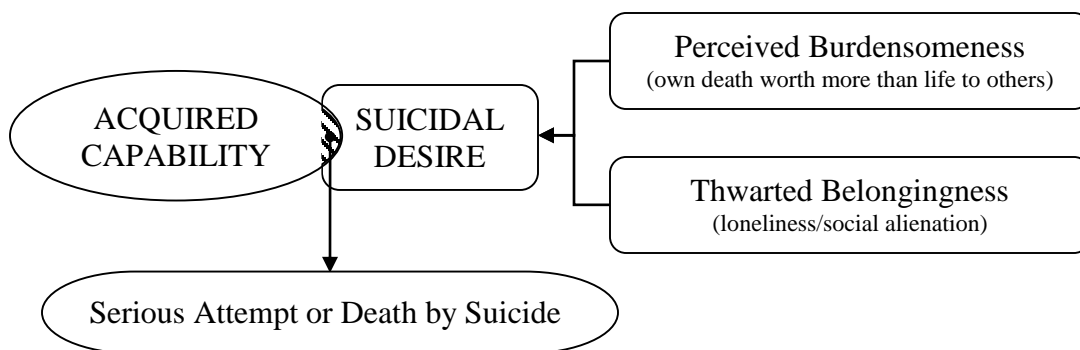 Perceived Burdensomeness
(own death worth more than life to others)
ACQUIRED
CAPABILITY
SUICIDAL
DESIRE
Thwarted Belongingness
(loneliness/social alienation)
Serious Attempt or Death by Suicide